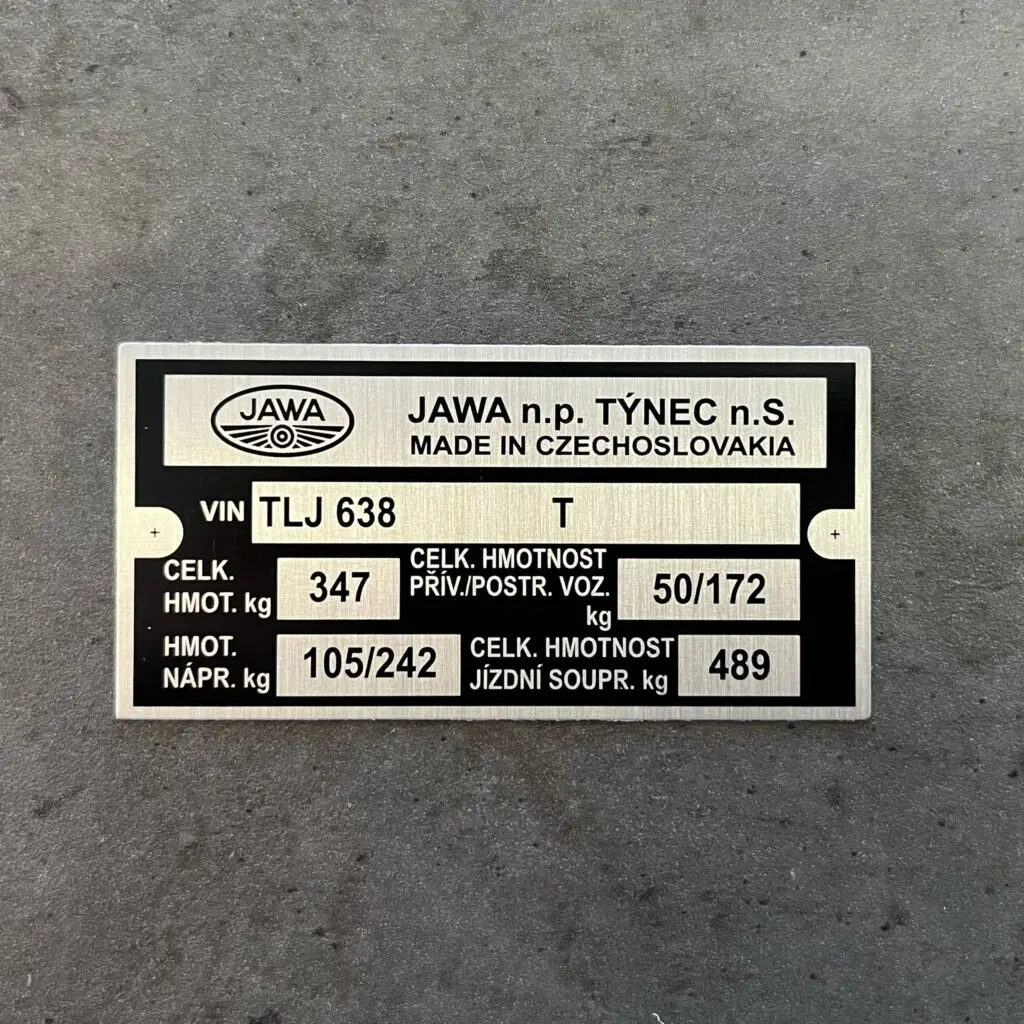 JAWA
JAWA n.p. TÝNEC n.S.
MADE IN CZECHOSLOVAKIA
VIN TLJ 638 T
CELK.
HMOT. kg 347
CELK. HMOTNOST
PŘÍV./POSTR. VOZ.
kg 50/172
HMOT.
NÁPR. kg 105/242
CELK. HMOTNOST
JÍZDNÍ SOUPR. kg 489